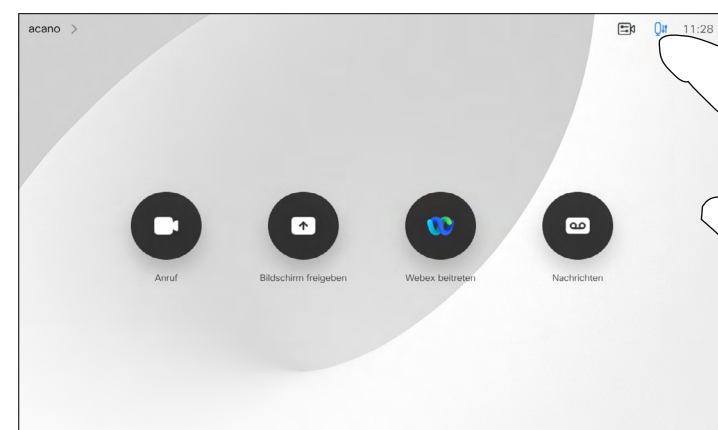 acano
11:28
Anruf
Bildschirm freigeben
Webex beitreten
Nachrichten